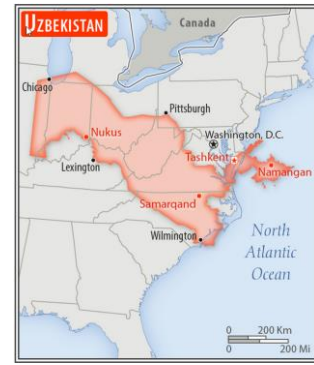 UZBEKISTAN
Canada
Chicago
Pittsburgh
Nukus
Washington, D.C.
Tashkent
Lexington
Namangan
Samarqand
Wilmington
North
Atlantic
Ocean
0 200 Km
0 200 Mi